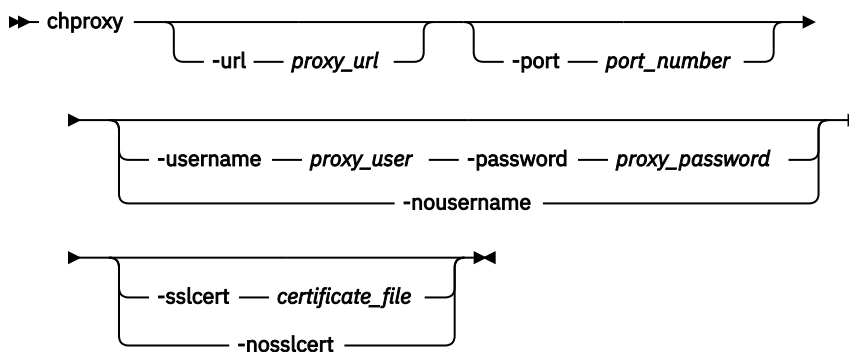 chproxy
-url proxy_url -port port_number
-username proxy_user -password proxy_password
-nousername
-sslcert certificate_file
-nosslcert